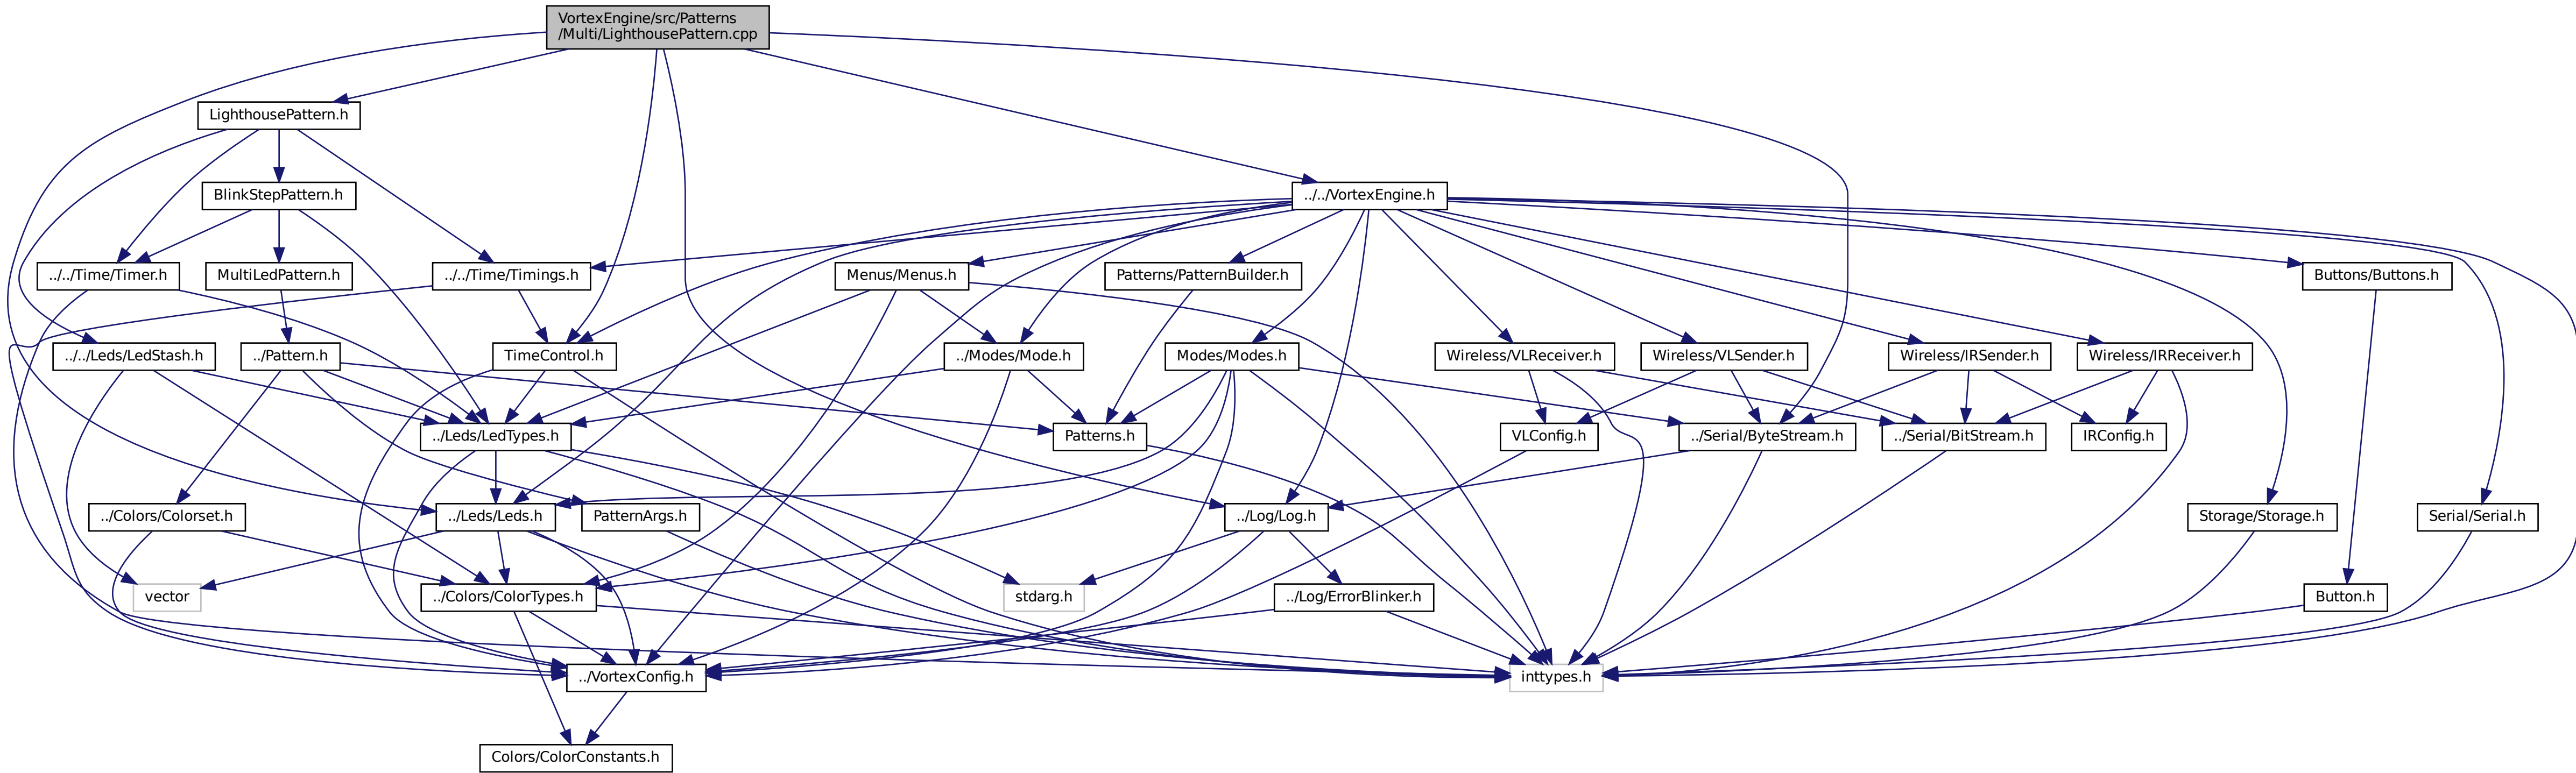 VortexEngine/src/Patterns
/Multi/LighthousePattern.cpp
LighthousePattern.h
BlinkStepPattern.h
../../VortexEngine.h
../../Time/Timer.h
MultiLedPattern.h
../../Time/Timings.h
Menus/Menus.h
Patterns/PatternBuilder.h
Buttons/Buttons.h
../../Leds/LedStash.h
../Pattern.h
TimeControl.h
../Modes/Mode.h
Modes/Modes.h
Wireless/VLReceiver.h
Wireless/VLSender.h
Wireless/IRSender.h
Wireless/IRReceiver.h
../Leds/LedTypes.h
Patterns.h
VLConfig.h
../Serial/ByteStream.h
../Serial/BitStream.h
IRConfig.h
../Colors/Colorset.h
../Leds/Leds.h
PatternArgs.h
../Log/Log.h
Storage/Storage.h
Serial/Serial.h
vector
../Colors/ColorTypes.h
stdarg.h
../Log/ErrorBlinker.h
Button.h
../VortexConfig.h
inttypes.h
Colors/ColorConstants.h